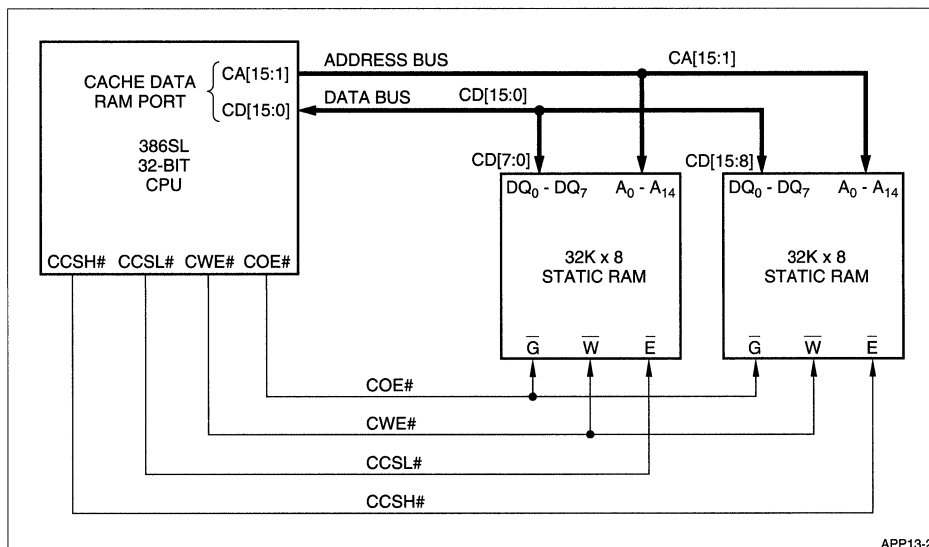 ADDRESS BUS
CA[15:1]
CACHE DATA
RAM PORT
CA[15:1]
CD[15:0]
DATA BUS
CD[15:0]
386SL
32-BIT
CPU
CD[7:0]
CD[15:8]
DQ₀ - DQ₇ A₀ - A₁₄
DQ₀ - DQ₇ A₀ - A₁₄
32K x 8
STATIC RAM
32K x 8
STATIC RAM
CCSH# CCSL# CWE# COE#
G̅ W̅ E̅
G̅ W̅ E̅
COE#
CWE#
CCSL#
CCSH#
APP13-2